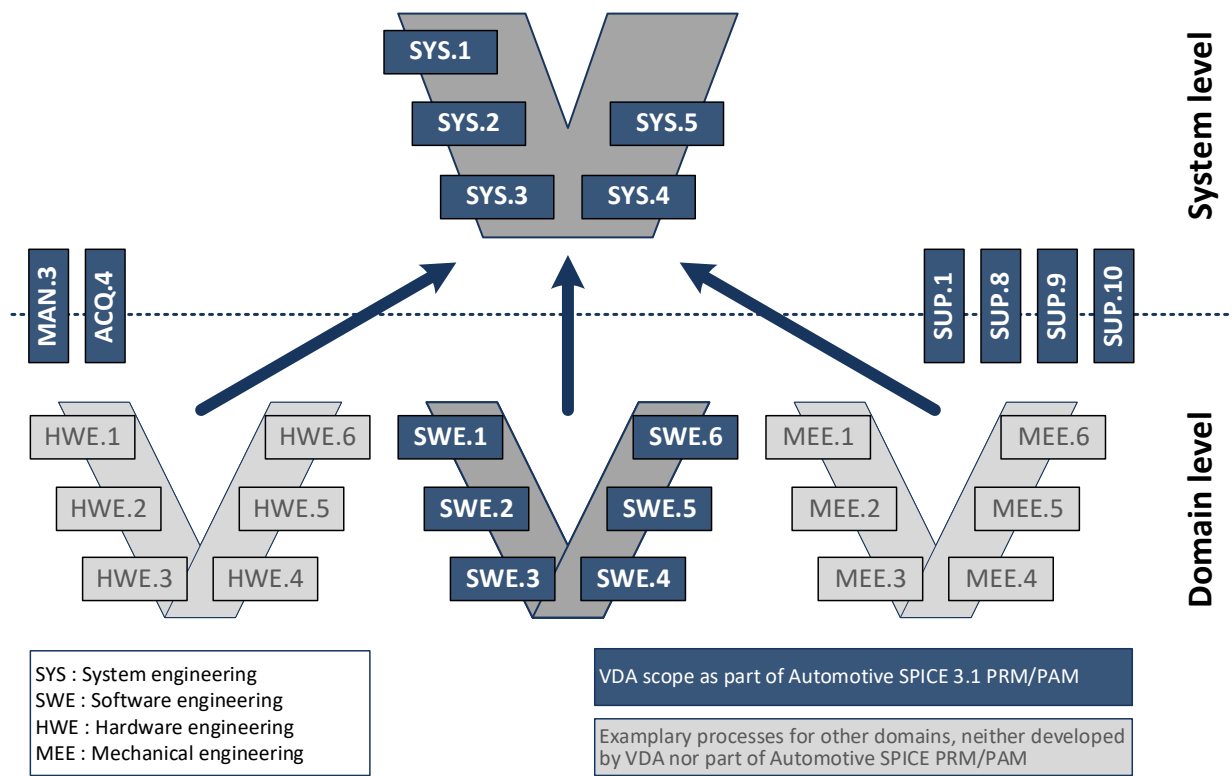 SYS.1
SYS.2
SYS.5
SYS.3
SYS.4
System level
MAN.3
ACQ.4
SUP.1
SUP.8
SUP.9
SUP.10
HWE.1
HWE.6
SWE.1
SWE.6
MEE.1
MEE.6
HWE.2
HWE.5
SWE.2
SWE.5
MEE.2
MEE.5
HWE.3
HWE.4
SWE.3
SWE.4
MEE.3
MEE.4
Domain level
SYS : System engineering
SWE : Software engineering
HWE : Hardware engineering
MEE : Mechanical engineering
VDA scope as part of Automotive SPICE 3.1 PRM/PAM
Examplary processes for other domains, neither developed
by VDA nor part of Automotive SPICE PRM/PAM